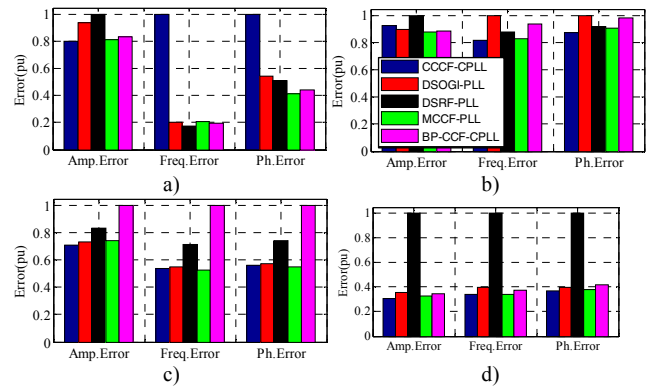 Error(pu)
1
0.8
0.6
0.4
0.2
0
Amp.Error Freq.Error Ph.Error
a)
Error(pu)
1
0.8
0.6
0.4
0.2
0
CCCF-CPLL
DSOGI-PLL
DSRF-PLL
MCCF-PLL
BP-CCF-CPLL
Amp.Error Freq.Error Ph.Error
b)
Error(pu)
1
0.8
0.6
0.4
0.2
0
Amp.Error Freq.Error Ph.Error
c)
Error(pu)
1
0.8
0.6
0.4
0.2
0
Amp.Error Freq.Error Ph.Error
d)